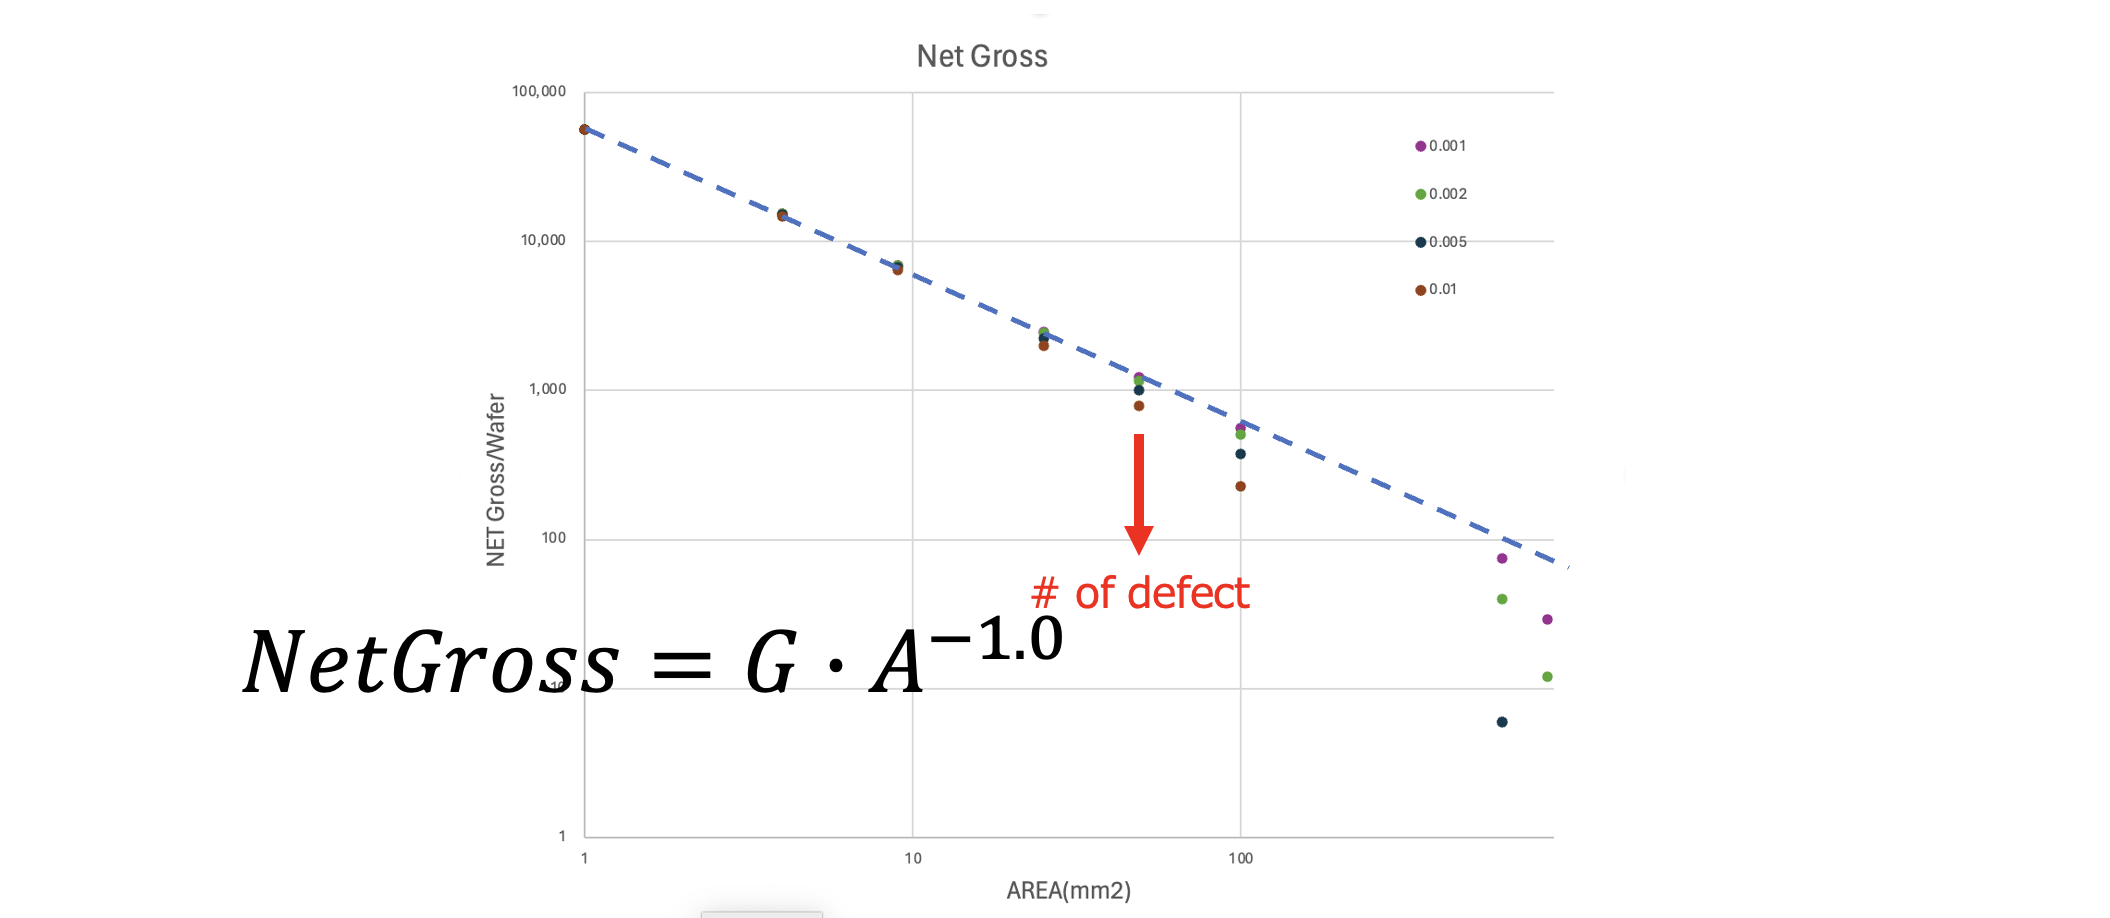 Net Gross
100,000
10,000
1,000
100
10
1
NET Gross/Wafer
0.001
0.002
0.005
0.01
# of defect
NetGross = G · A^−1.0
1
10
100
AREA(mm2)